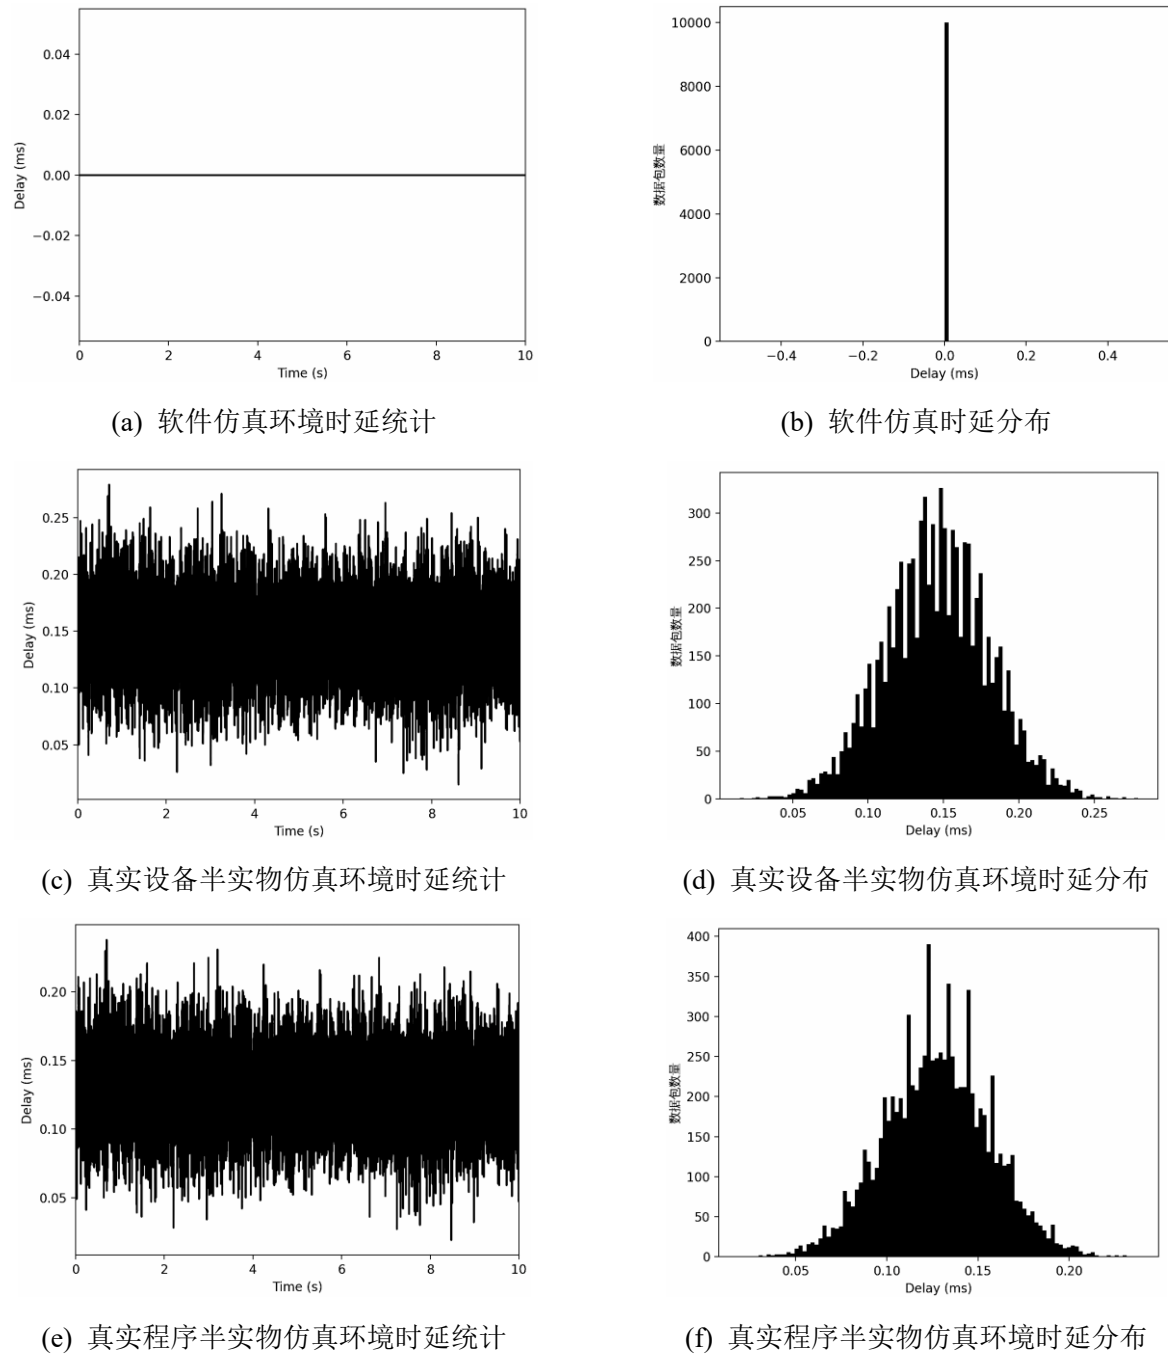 0.04
0.02
0.00
−0.02
−0.04
Delay (ms)
0 2 4 6 8 10
Time (s)
10000
8000
6000
4000
2000
0
数据包数量
−0.4 −0.2 0.0 0.2 0.4
Delay (ms)
(a) 软件仿真环境时延统计
(b) 软件仿真时延分布
0.25
0.20
0.15
0.10
0.05
Delay (ms)
0 2 4 6 8 10
Time (s)
300
250
200
150
100
50
0
数据包数量
0.05 0.10 0.15 0.20 0.25
Delay (ms)
(c) 真实设备半实物仿真环境时延统计
(d) 真实设备半实物仿真环境时延分布
0.20
0.15
0.10
0.05
Delay (ms)
0 2 4 6 8 10
Time (s)
400
350
300
250
200
150
100
50
0
数据包数量
0.05 0.10 0.15 0.20
Delay (ms)
(e) 真实程序半实物仿真环境时延统计
(f) 真实程序半实物仿真环境时延分布